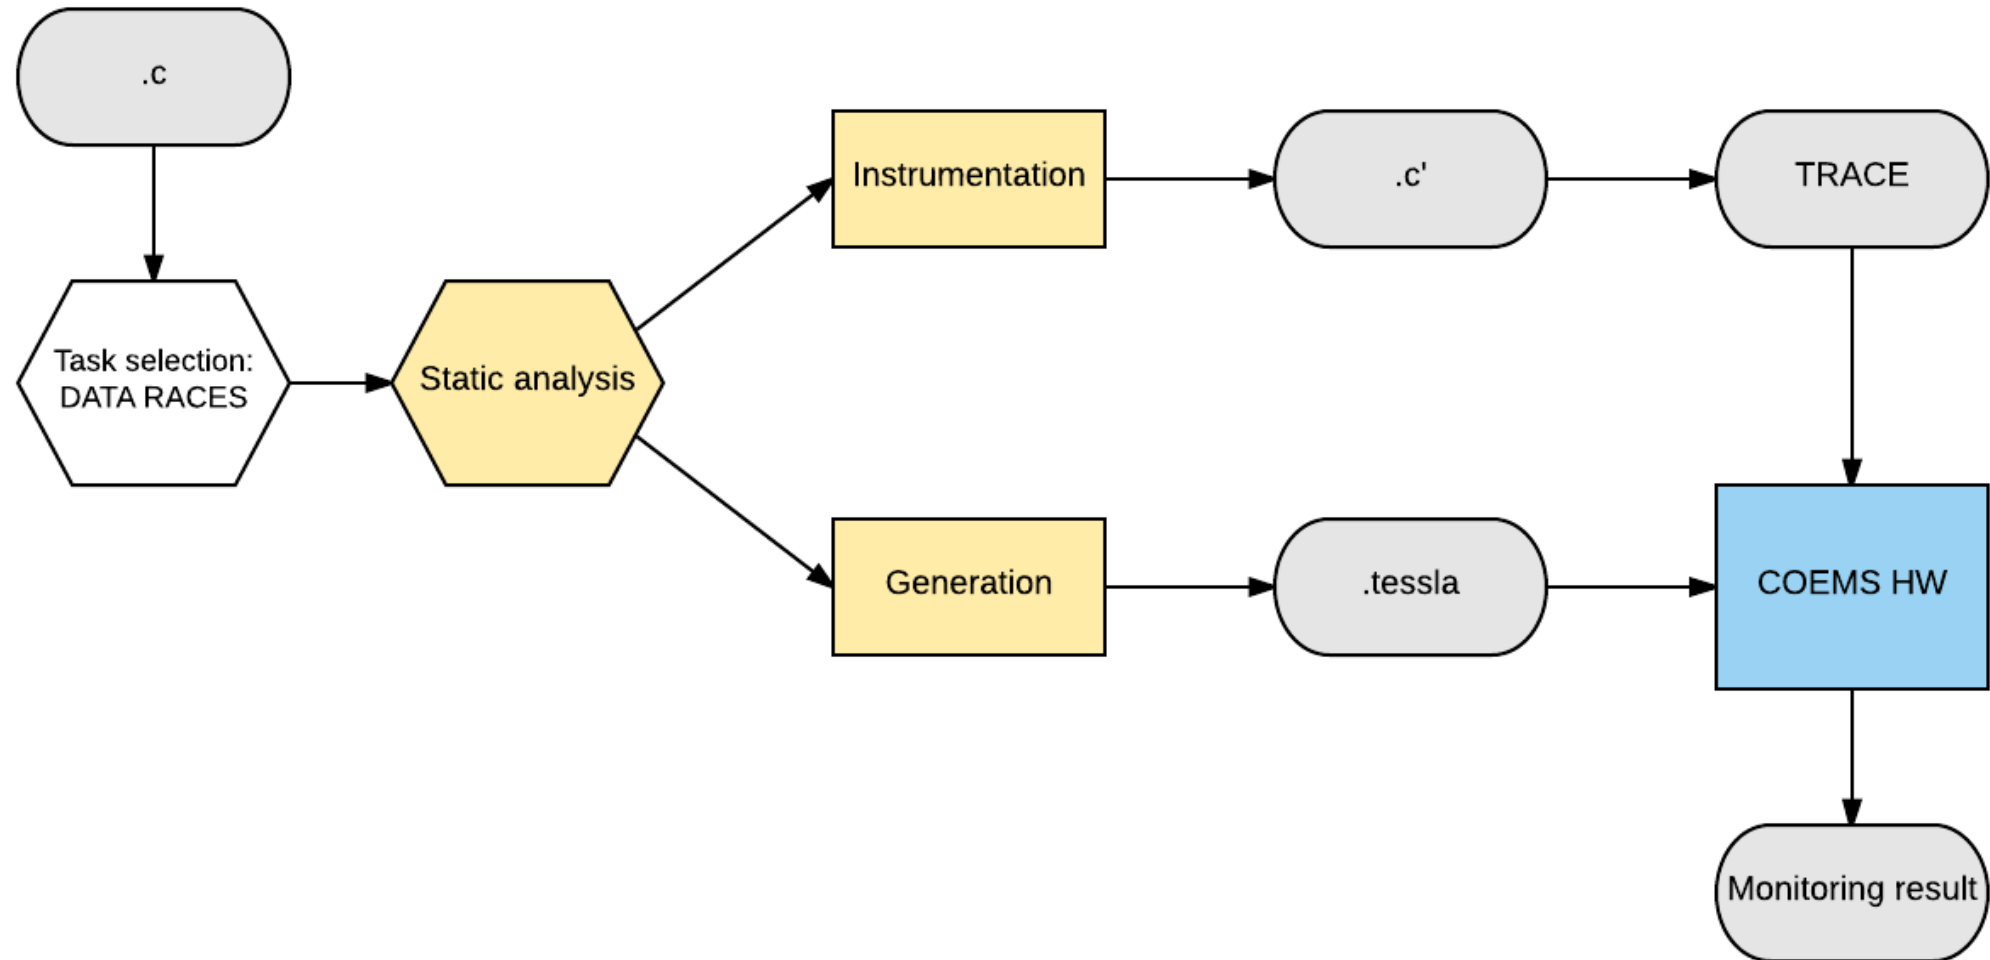 .c
Instrumentation
.c'
TRACE
Task selection:
DATA RACES
Static analysis
Generation
.tessla
COEMS HW
Monitoring result